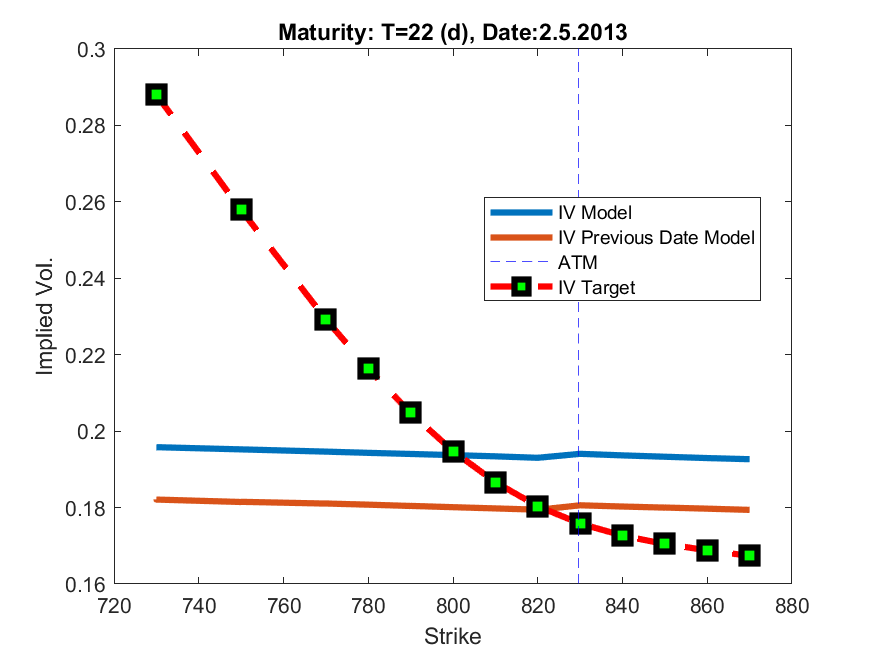 Maturity: T=22 (d), Date:2.5.2013
0.3
0.28
0.26
0.24
0.22
0.2
0.18
0.16
Implied Vol.
IV Model
IV Previous Date Model
ATM
IV Target
720 740 760 780 800 820 840 860 880
Strike